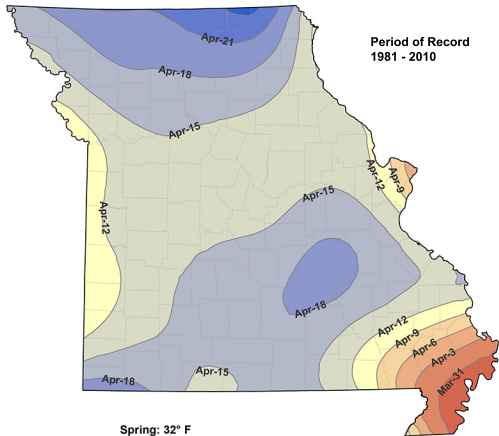 Apr-21
Period of Record
1981 - 2010
Apr-18
Apr-15
Apr-12
Apr-9
Apr-15
Apr-12
Apr-18
Apr-12
Apr-9
Apr-6
Apr-3
Mar-31
Apr-15
Apr-18
Spring: 32° F